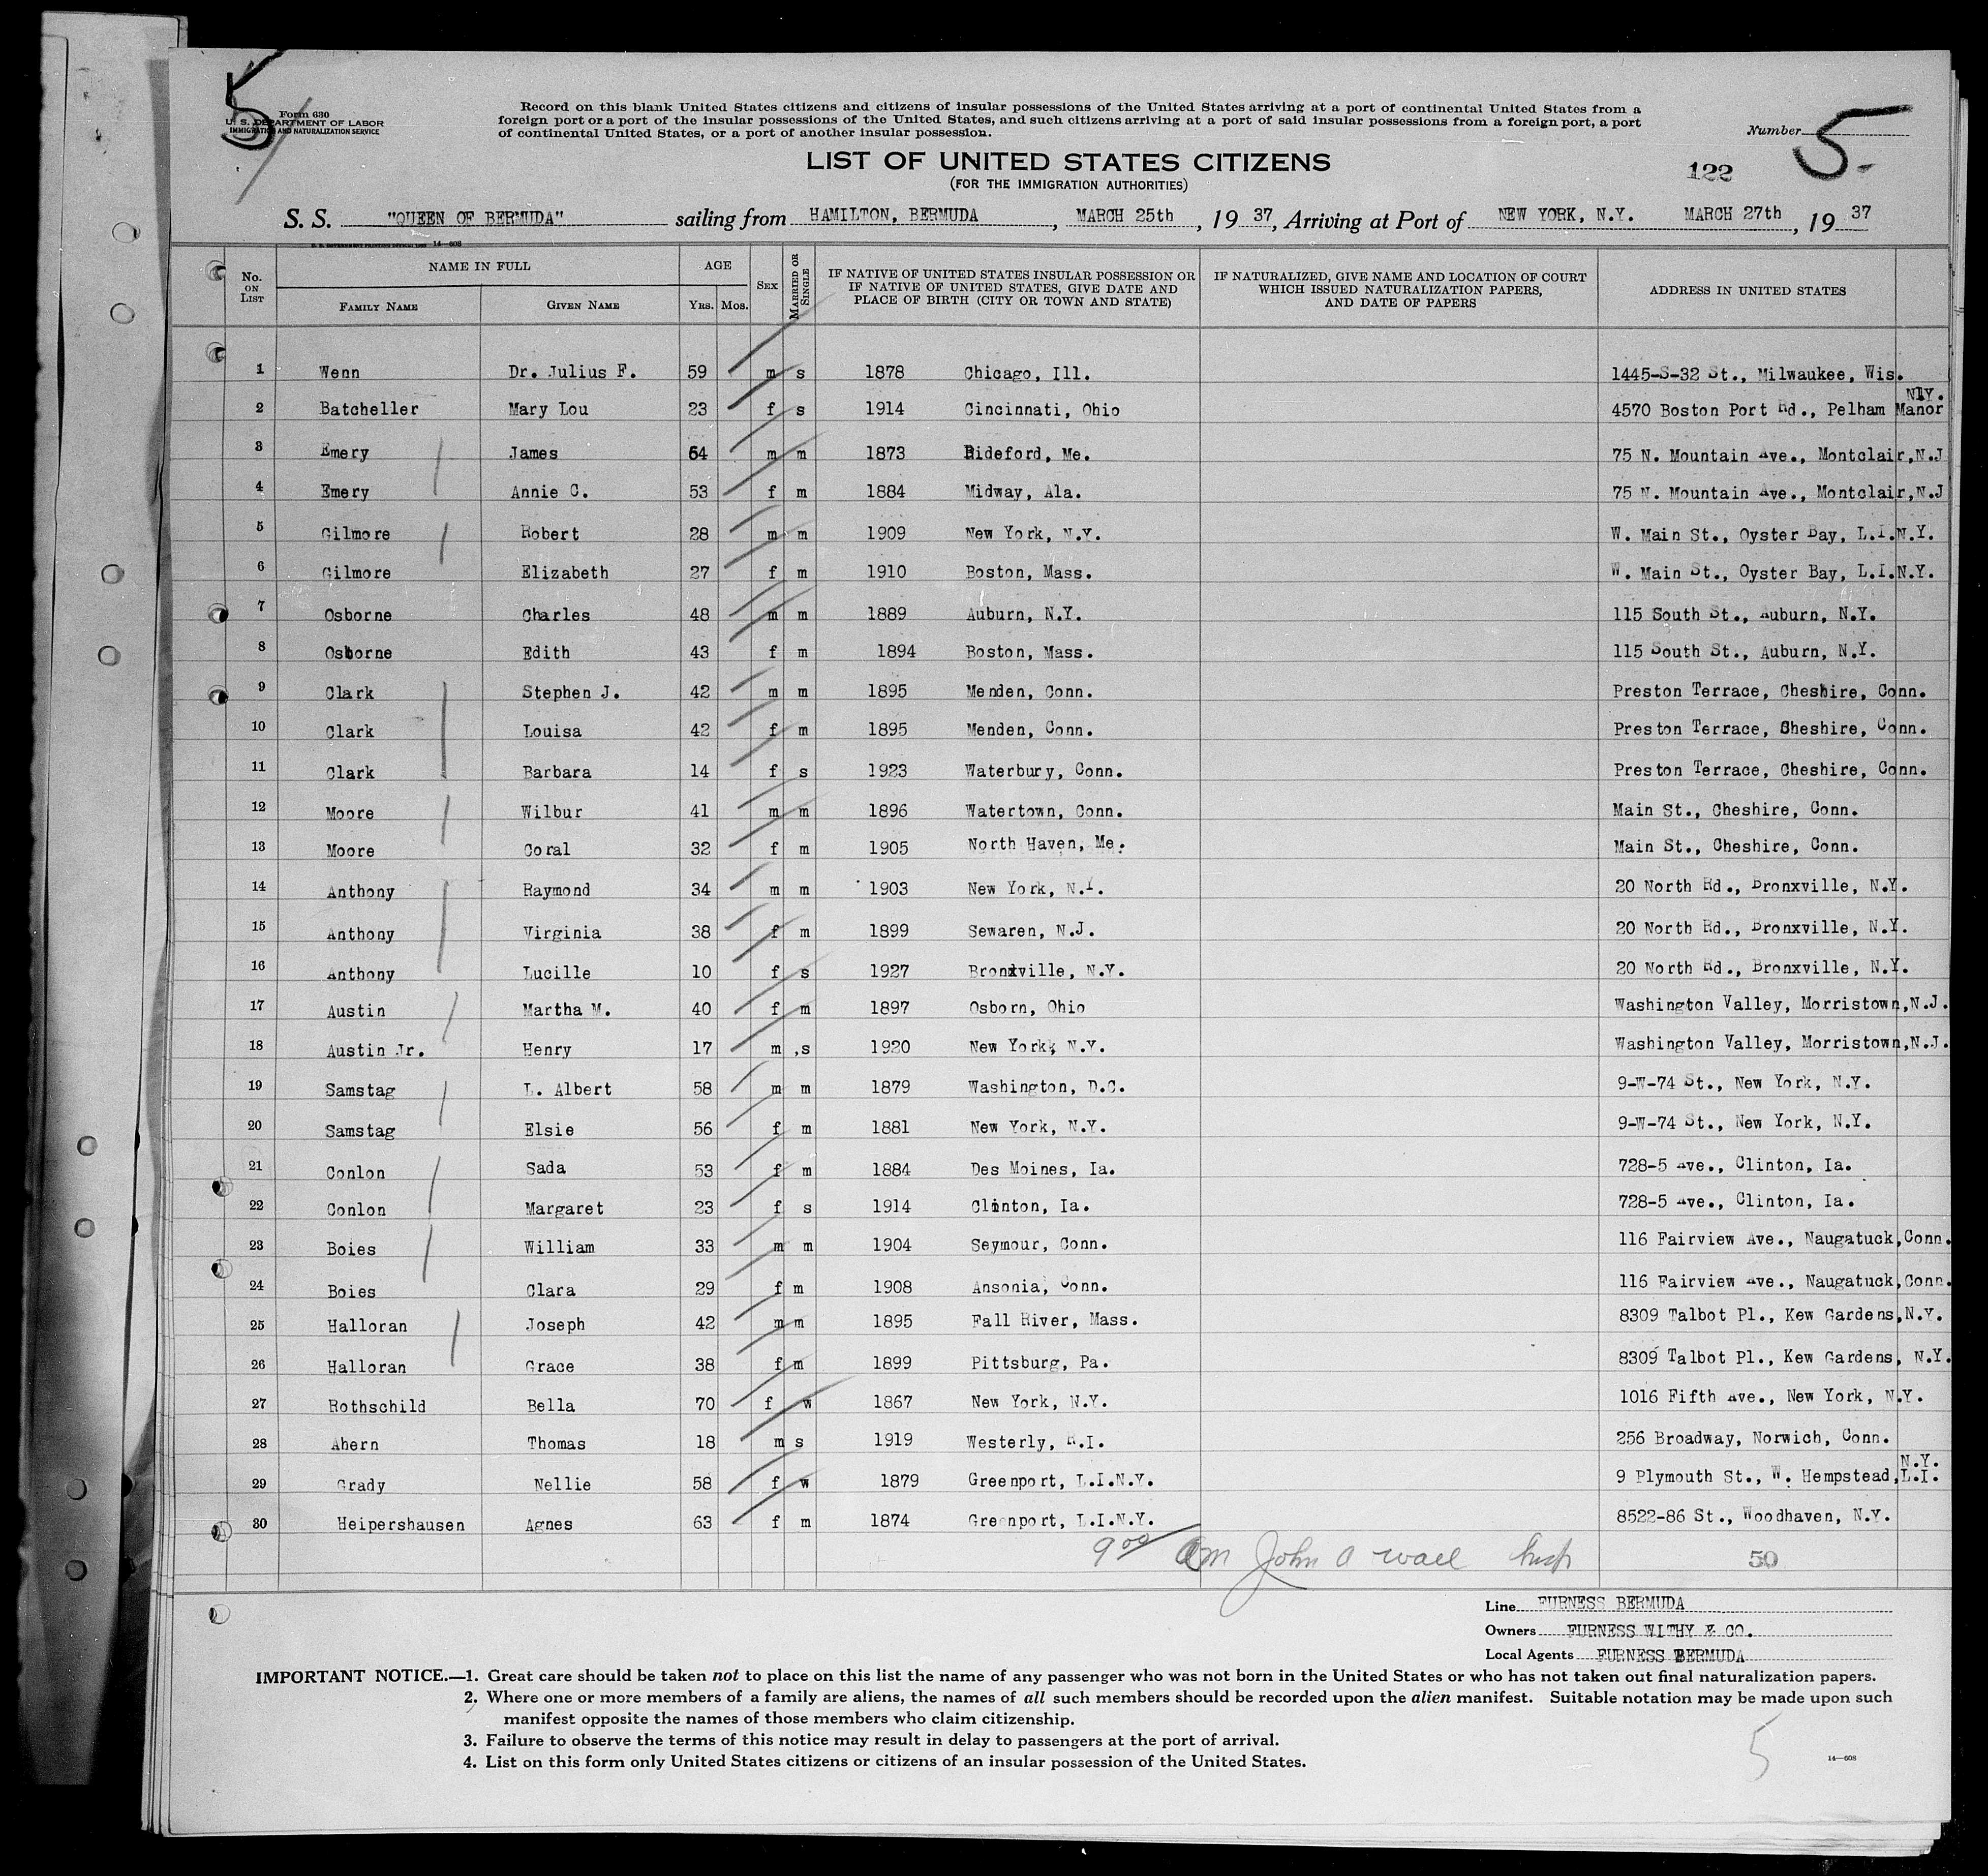 5
Form 630
U. S. DEPARTMENT OF LABOR
IMMIGRATION AND NATURALIZATION SERVICE
Record on this blank United States citizens and citizens of insular possessions of the United States arriving at a port of continental United States from a
foreign port or a port of the insular possessions of the United States, and such citizens arriving at a port of said insular possessions from a foreign port, a port
of continental United States, or a port of another insular possession.
Number 5-
LIST OF UNITED STATES CITIZENS
(FOR THE IMMIGRATION AUTHORITIES)
122
S. S. "QUEEN OF BERMUDA" sailing from HAMILTON, BERMUDA, MARCH 25th, 19 37, Arriving at Port of NEW YORK, N.Y. MARCH 27th, 19 37
14—608
No. ON LIST NAME IN FULL FAMILY NAME GIVEN NAME AGE YRS. MOS. SEX MARRIED OR SINGLE IF NATIVE OF UNITED STATES INSULAR POSSESSION OR IF NATIVE OF UNITED STATES, GIVE DATE AND PLACE OF BIRTH (CITY OR TOWN AND STATE) IF NATURALIZED, GIVE NAME AND LOCATION OF COURT WHICH ISSUED NATURALIZATION PAPERS, AND DATE OF PAPERS ADDRESS IN UNITED STATES
1 Wenn Dr. Julius F. 59 m s 1878 Chicago, Ill. 1445-S-32 St., Milwaukee, Wis.
2 Batcheller Mary Lou 23 f s 1914 Cincinnati, Ohio 4570 Boston Port Rd., Pelham Manor N.Y.
3 Emery James 64 m m 1873 Bideford, Me. 75 N. Mountain Ave., Montclair, N.J
4 Emery Annie C. 53 f m 1884 Midway, Ala. 75 N. Mountain Ave., Montclair, N.J
5 Gilmore Robert 28 m m 1909 New York, N.Y. W. Main St., Oyster Bay, L.I.N.Y.
6 Gilmore Elizabeth 27 f m 1910 Boston, Mass. W. Main St., Oyster Bay, L.I.N.Y.
7 Osborne Charles 48 m m 1889 Auburn, N.Y. 115 South St., Auburn, N.Y.
8 Osborne Edith 43 f m 1894 Boston, Mass. 115 South St., Auburn, N.Y.
9 Clark Stephen J. 42 m m 1895 Menden, Conn. Preston Terrace, Cheshire, Conn.
10 Clark Louisa 42 f m 1895 Menden, Conn. Preston Terrace, Sheshire, Conn.
11 Clark Barbara 14 f s 1923 Waterbury, Conn. Preston Terrace, Cheshire, Conn.
12 Moore Wilbur 41 m m 1896 Watertown, Conn. Main St., Cheshire, Conn.
13 Moore Coral 32 f m 1905 North Haven, Me. Main St., Cheshire, Conn.
14 Anthony Raymond 34 m m 1903 New York, N.Y. 20 North Rd., Bronxville, N.Y.
15 Anthony Virginia 38 f m 1899 Sewaren, N.J. 20 North Rd., Bronxville, N.Y.
16 Anthony Lucille 10 f s 1927 Bronxville, N.Y. 20 North Rd., Bronxville, N.Y.
17 Austin Martha M. 40 f m 1897 Osborn, Ohio Washington Valley, Morristown, N.J.
18 Austin Jr. Henry 17 m ,s 1920 New York, N.Y. Washington Valley, Morristown, N.J.
19 Samstag L. Albert 58 m m 1879 Washington, D.C. 9-W-74 St., New York, N.Y.
20 Samstag Elsie 56 f m 1881 New York, N.Y. 9-W-74 St., New York, N.Y.
21 Conlon Sada 53 f m 1884 Des Moines, Ia. 728-5 Ave., Clinton, Ia.
22 Conlon Margaret 23 f s 1914 Clinton, Ia. 728-5 Ave., Clinton, Ia.
23 Boies William 33 m m 1904 Seymour, Conn. 116 Fairview Ave., Naugatuck, Conn.
24 Boies Clara 29 f m 1908 Ansonia, Conn. 116 Fairview Ave., Naugatuck, Conn.
25 Halloran Joseph 42 m m 1895 Fall River, Mass. 8309 Talbot Pl., Kew Gardens, N.Y.
26 Halloran Grace 38 f m 1899 Pittsburg, Pa. 8309 Talbot Pl., Kew Gardens, N.Y.
27 Rothschild Bella 70 f w 1867 New York, N.Y. 1016 Fifth Ave., New York, N.Y.
28 Ahern Thomas 18 m s 1919 Westerly, R.I. 256 Broadway, Norwich, Conn.
29 Grady Nellie 58 f w 1879 Greenport, L.I.N.Y. 9 Plymouth St., W. Hempstead, L.I. N.Y.
30 Heipershausen Agnes 63 f m 1874 Greenport, L.I.N.Y. 8522-86 St., Woodhaven, N.Y.
9 00 am John A Wall Insp 50
Line FURNESS BERMUDA
Owners FURNESS WITHY & CO.
Local Agents FURNESS BERMUDA
IMPORTANT NOTICE.—1. Great care should be taken not to place on this list the name of any passenger who was not born in the United States or who has not taken out final naturalization papers.
2. Where one or more members of a family are aliens, the names of all such members should be recorded upon the alien manifest. Suitable notation may be made upon such
manifest opposite the names of those members who claim citizenship.
3. Failure to observe the terms of this notice may result in delay to passengers at the port of arrival.
4. List on this form only United States citizens or citizens of an insular possession of the United States.
5
14—608